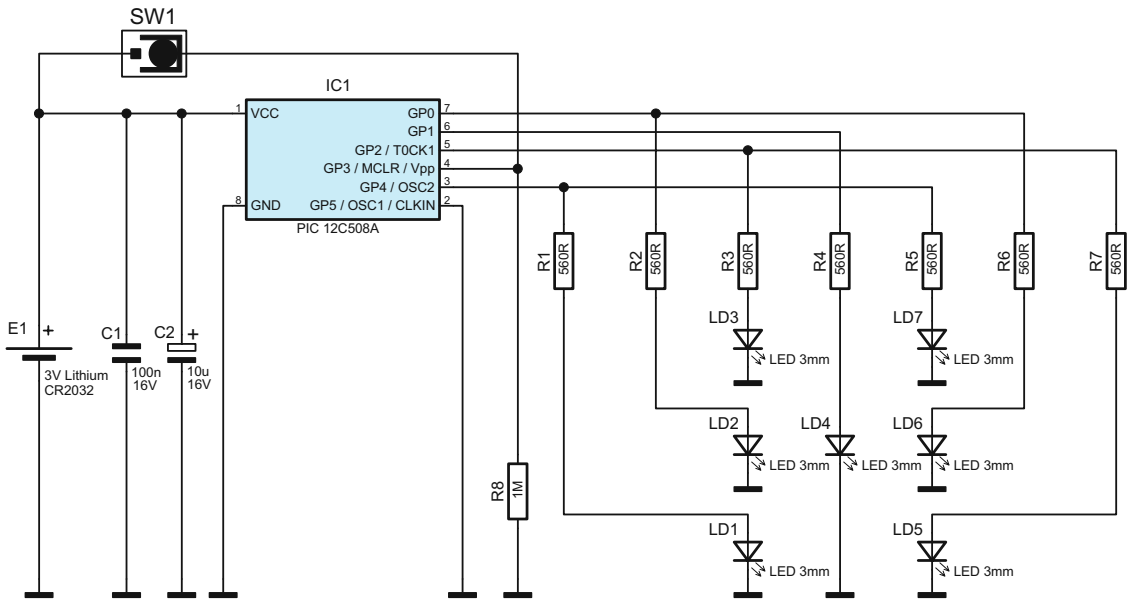 SW1
IC1
1 VCC GP0 7
GP1 6
GP2 / T0CK1 5
GP3 / MCLR / Vpp 4
GP4 / OSC2 3
8 GND GP5 / OSC1 / CLKIN 2
PIC 12C508A
R1 560R
R2 560R
R3 560R
R4 560R
R5 560R
R6 560R
R7 560R
E1 +
3V Lithium
CR2032
C1
100n
16V
C2 +
10u
16V
LD3
LED 3mm
LD7
LED 3mm
LD2
LED 3mm
LD4
LED 3mm
LD6
LED 3mm
R8 1M
LD1
LED 3mm
LD5
LED 3mm